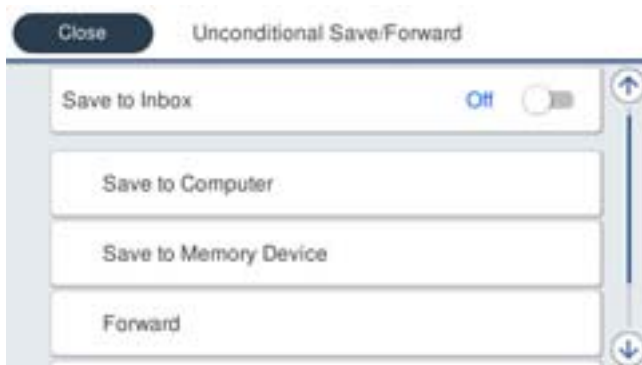 Close
Unconditional Save/Forward
Save to Inbox
Off
Save to Computer
Save to Memory Device
Forward